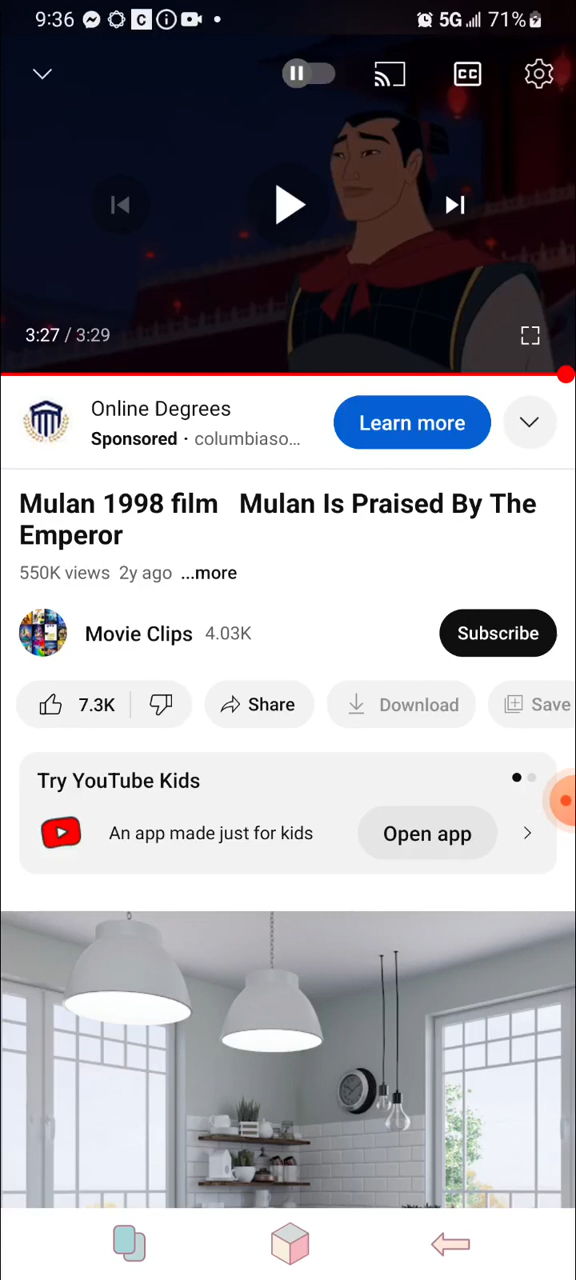 9:36 C 5G 71%
CC
3:27 / 3:29
Online Degrees
Sponsored · columbiaso...
Learn more
Mulan 1998 film   Mulan Is Praised By The
Emperor
550K views 2y ago ...more
Movie Clips 4.03K
Subscribe
7.3K
Share
Download
Save
Try YouTube Kids
An app made just for kids
Open app